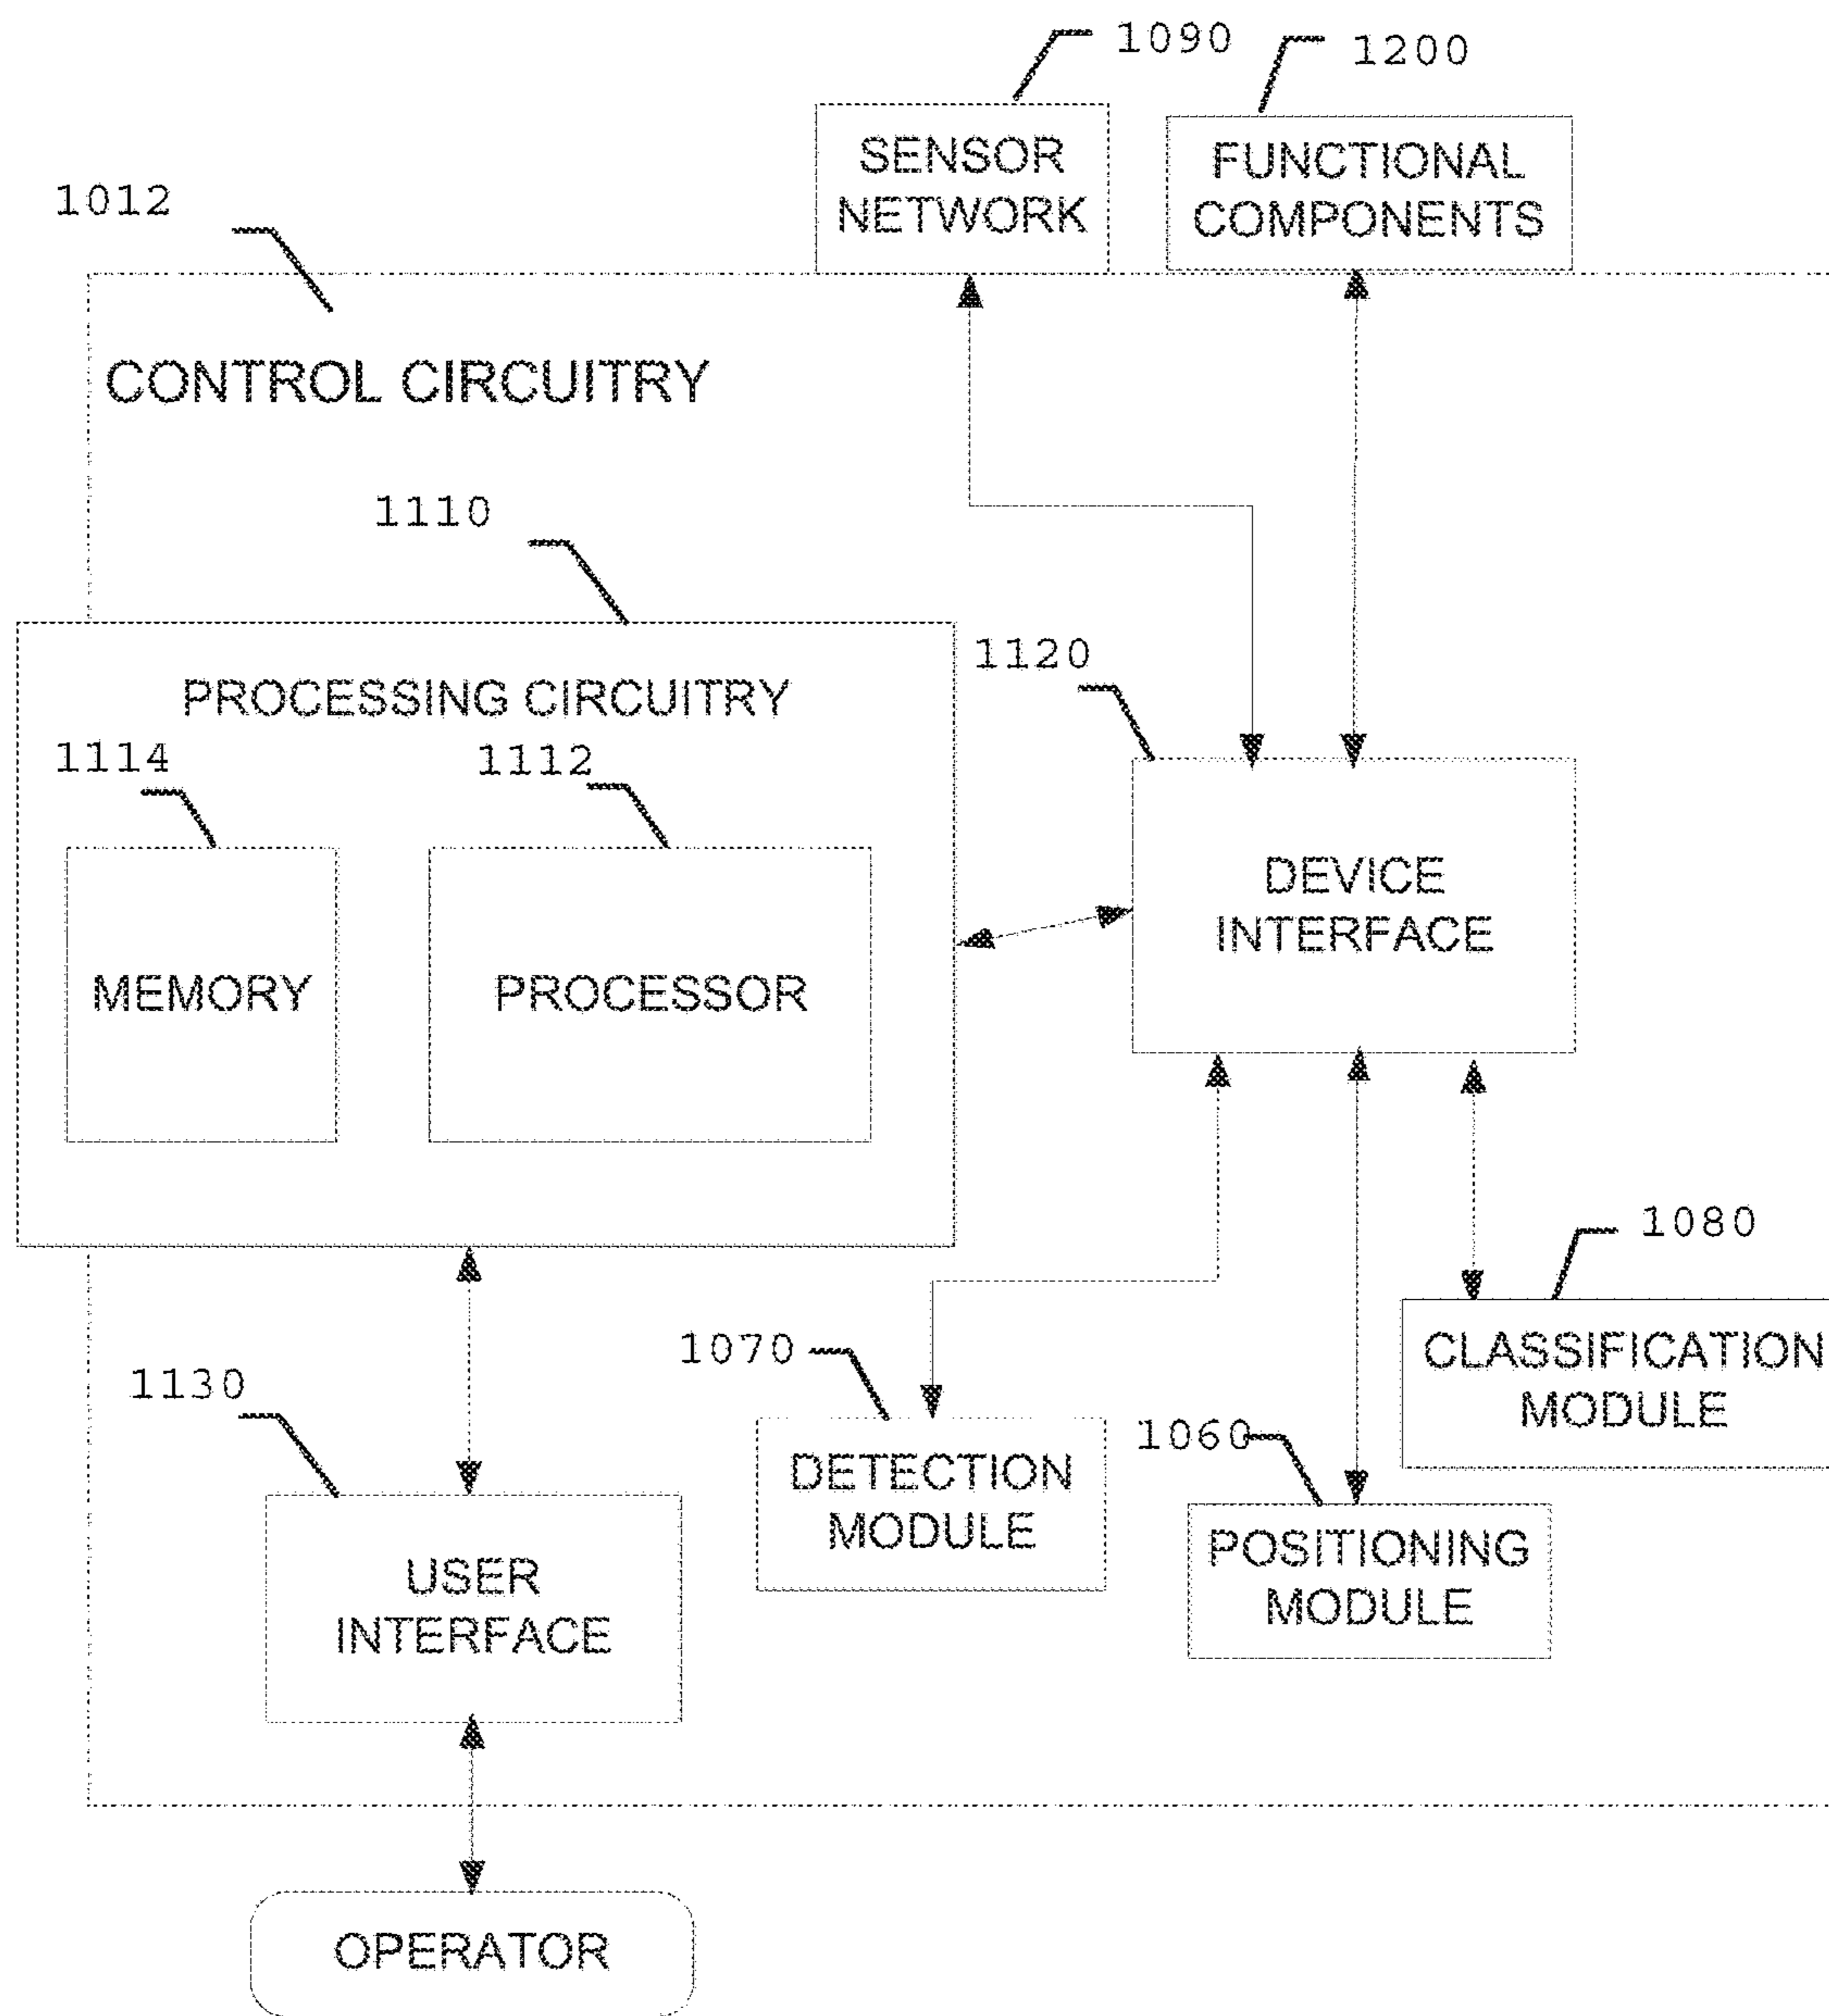 1090
1200
SENSOR
NETWORK
FUNCTIONAL
COMPONENTS
1012
CONTROL CIRCUITRY
1110
1120
PROCESSING CIRCUITRY
1114
1112
MEMORY
PROCESSOR
DEVICE
INTERFACE
1080
CLASSIFICATION
MODULE
1070
DETECTION
MODULE
1060
POSITIONING
MODULE
1130
USER
INTERFACE
OPERATOR